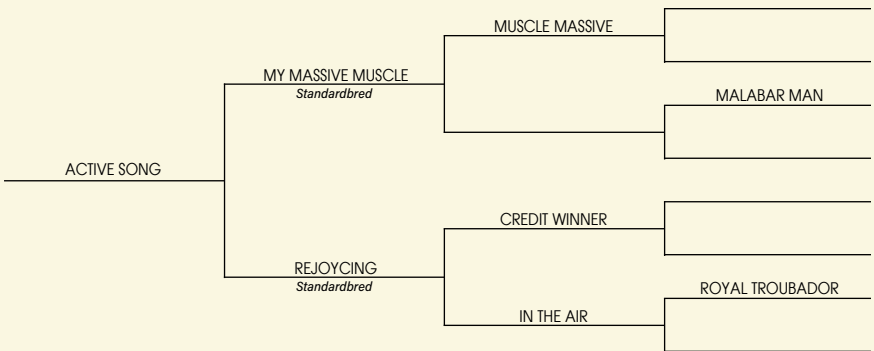 MUSCLE MASSIVE
MY MASSIVE MUSCLE
Standardbred
MALABAR MAN
ACTIVE SONG
CREDIT WINNER
REJOYCING
Standardbred
ROYAL TROUBADOR
IN THE AIR